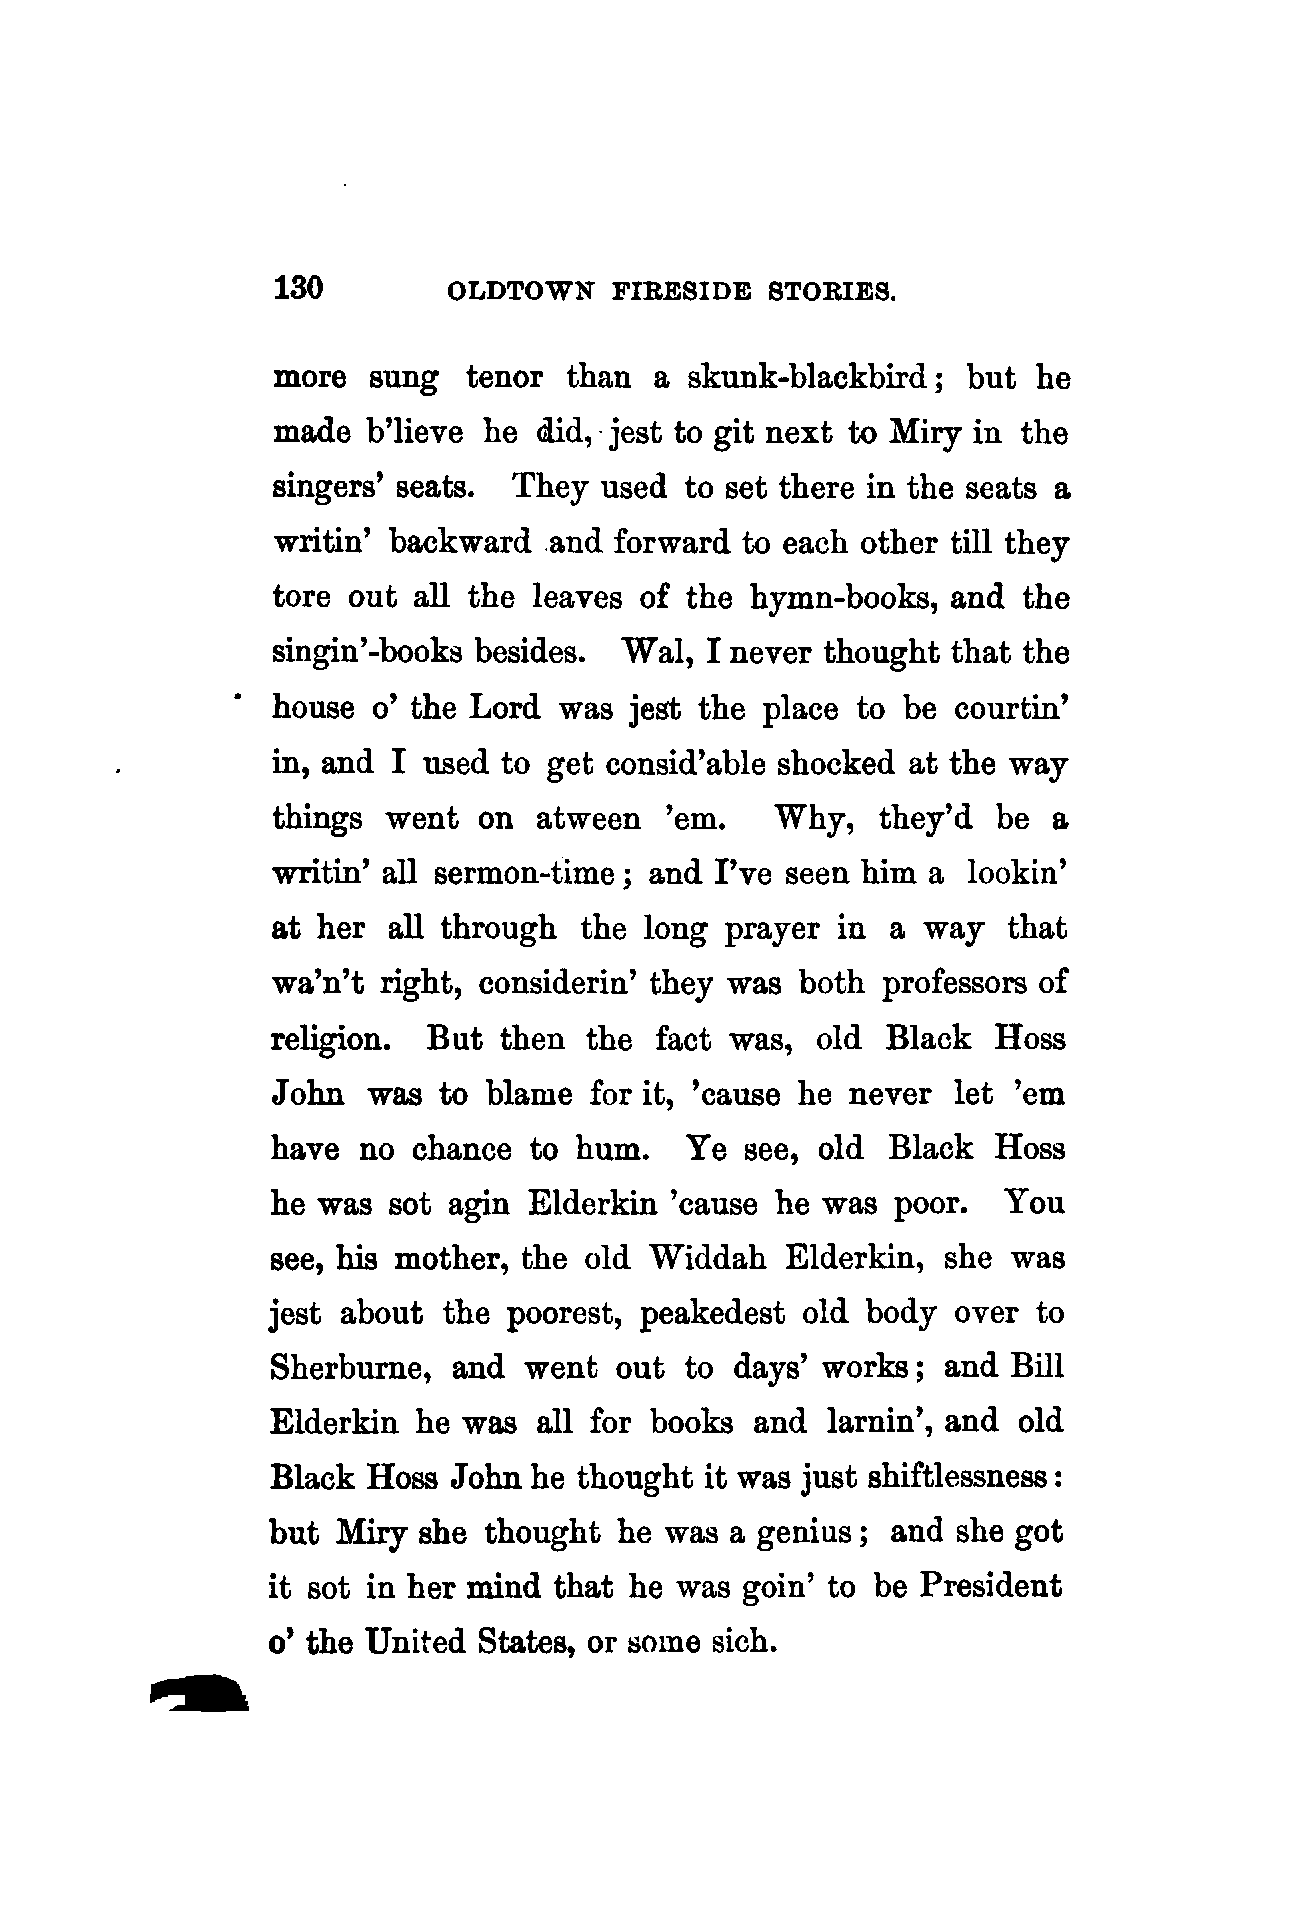 130 OLDTOWN FIRESIDE STORIES.
more sung tenor than a skunk-blackbird; but he
made b'lieve he did, jest to git next to Miry in the
singers' seats. They used to set there in the seats a
writin' backward and forward to each other till they
tore out all the leaves of the hymn-books, and the
singin'-books besides. Wal, I never thought that the
house o' the Lord was jest the place to be courtin'
in, and I used to get consid'able shocked at the way
things went on atween 'em. Why, they'd be a
writin' all sermon-time; and I've seen him a lookin'
at her all through the long prayer in a way that
wa'n't right, considerin' they was both professors of
religion. But then the fact was, old Black Hoss
John was to blame for it, 'cause he never let 'em
have no chance to hum. Ye see, old Black Hoss
he was sot agin Elderkin 'cause he was poor. You
see, his mother, the old Widdah Elderkin, she was
jest about the poorest, peakedest old body over to
Sherburne, and went out to days' works; and Bill
Elderkin he was all for books and larnin', and old
Black Hoss John he thought it was just shiftlessness:
but Miry she thought he was a genius; and she got
it sot in her mind that he was goin' to be President
o' the United States, or some sich.